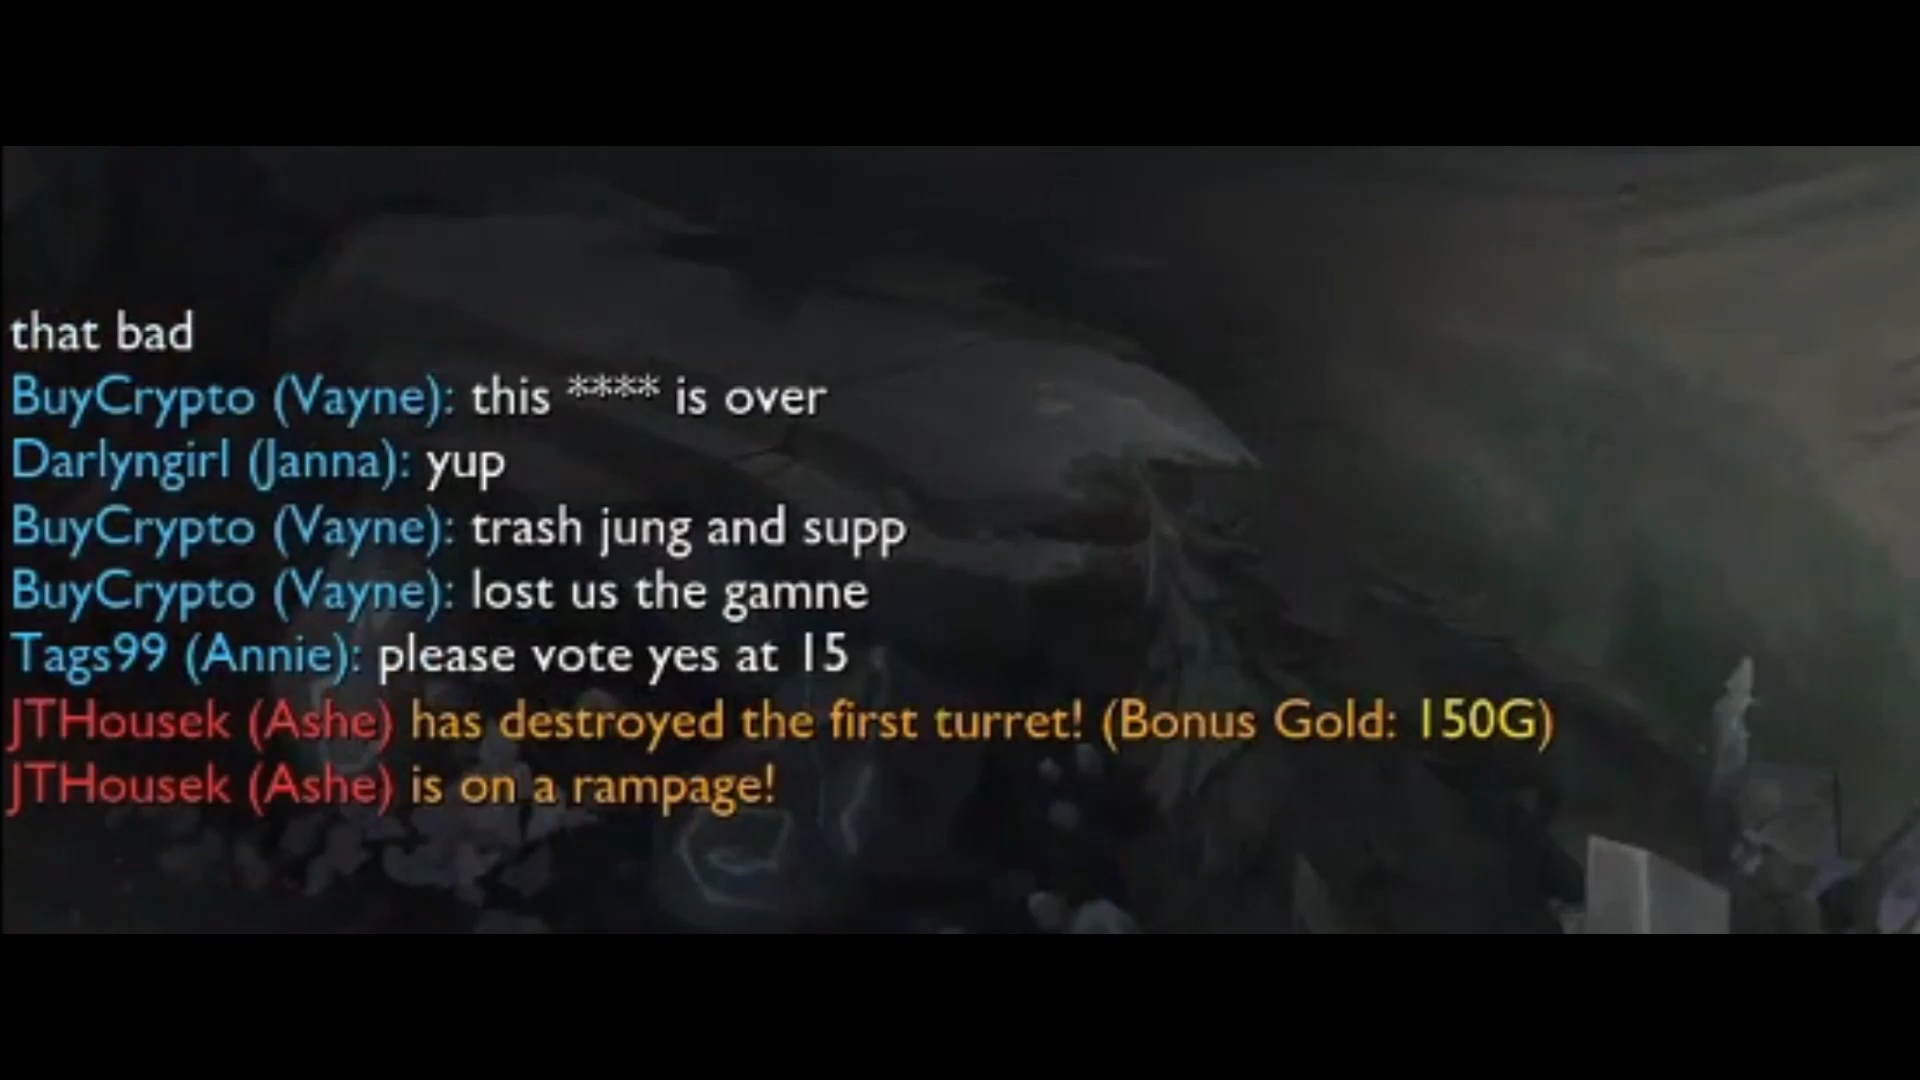 that bad
BuyCrypto (Vayne): this **** is over
Darlyngirl (Janna): yup
BuyCrypto (Vayne): trash jung and supp
BuyCrypto (Vayne): lost us the gamne
Tags99 (Annie): please vote yes at 15
JTHousek (Ashe) has destroyed the first turret! (Bonus Gold: 150G)
JTHousek (Ashe) is on a rampage!